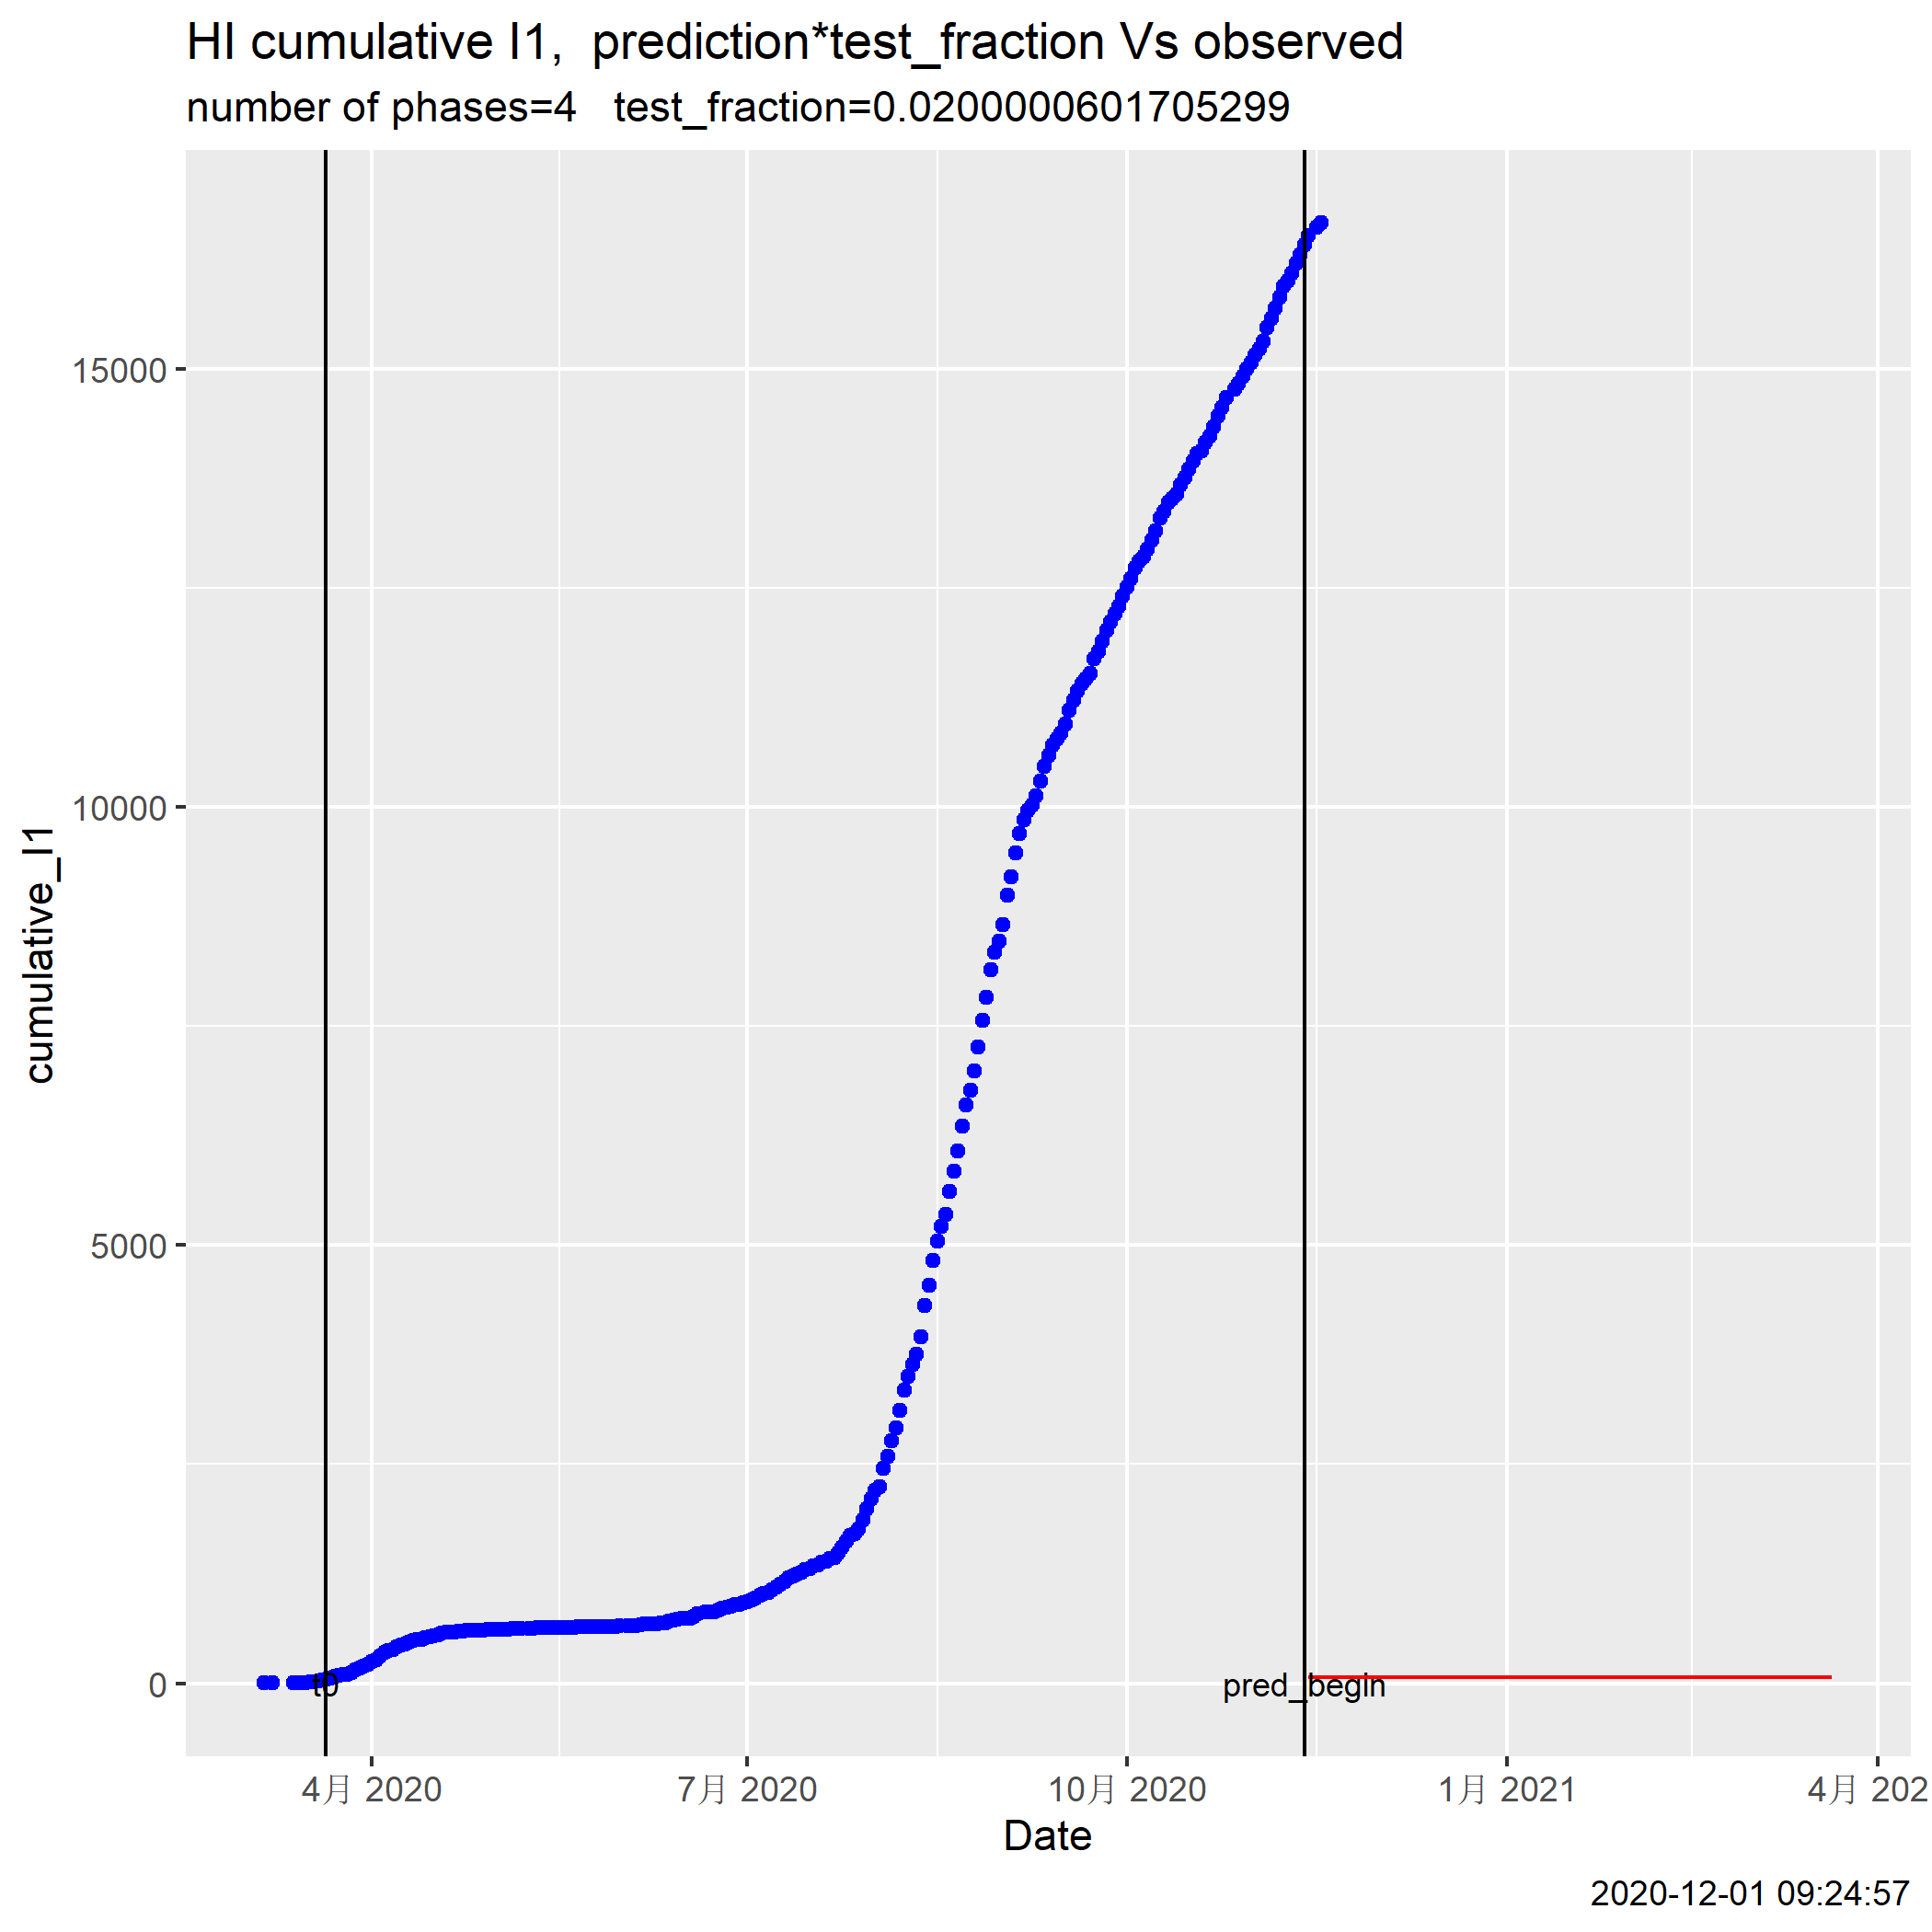 HI cumulative I1,  prediction*test_fraction Vs observed
number of phases=4   test_fraction=0.0200000601705299
cumulative_I1
15000
10000
5000
0
t0
pred_begin
4月 2020
7月 2020
10月 2020
1月 2021
4月 202
Date
2020-12-01 09:24:57